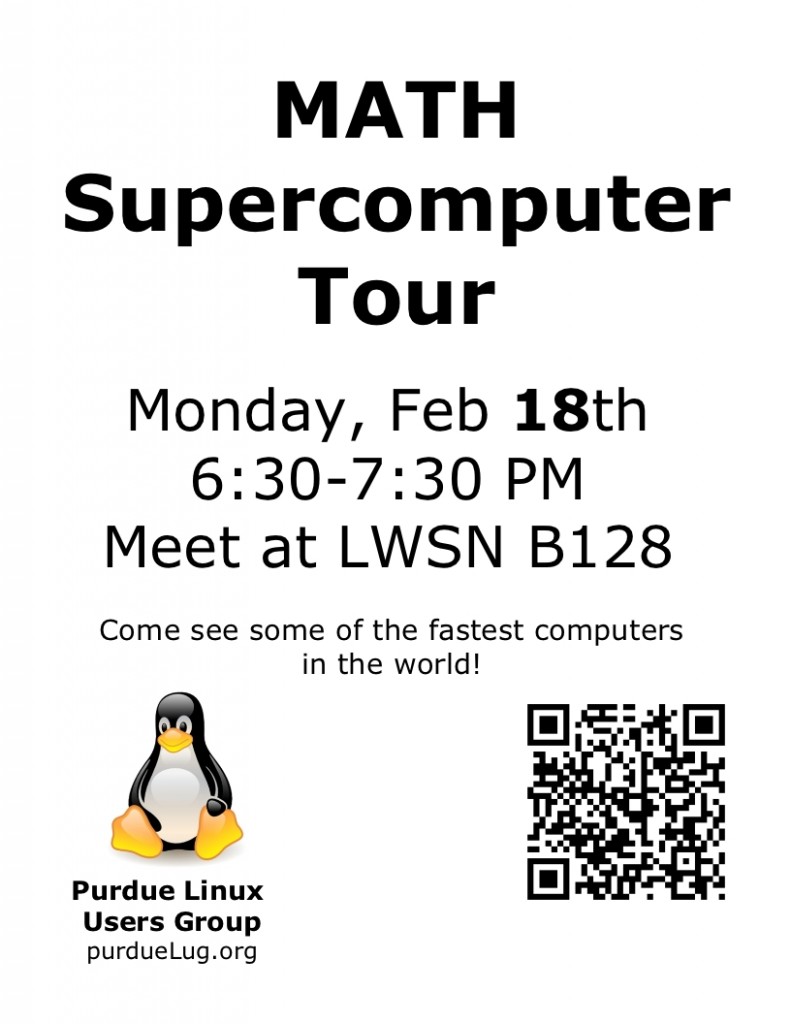 MATH
Supercomputer
Tour
Monday, Feb 18th
6:30-7:30 PM
Meet at LWSN B128
Come see some of the fastest computers
in the world!
Purdue Linux
Users Group
purdueLug.org